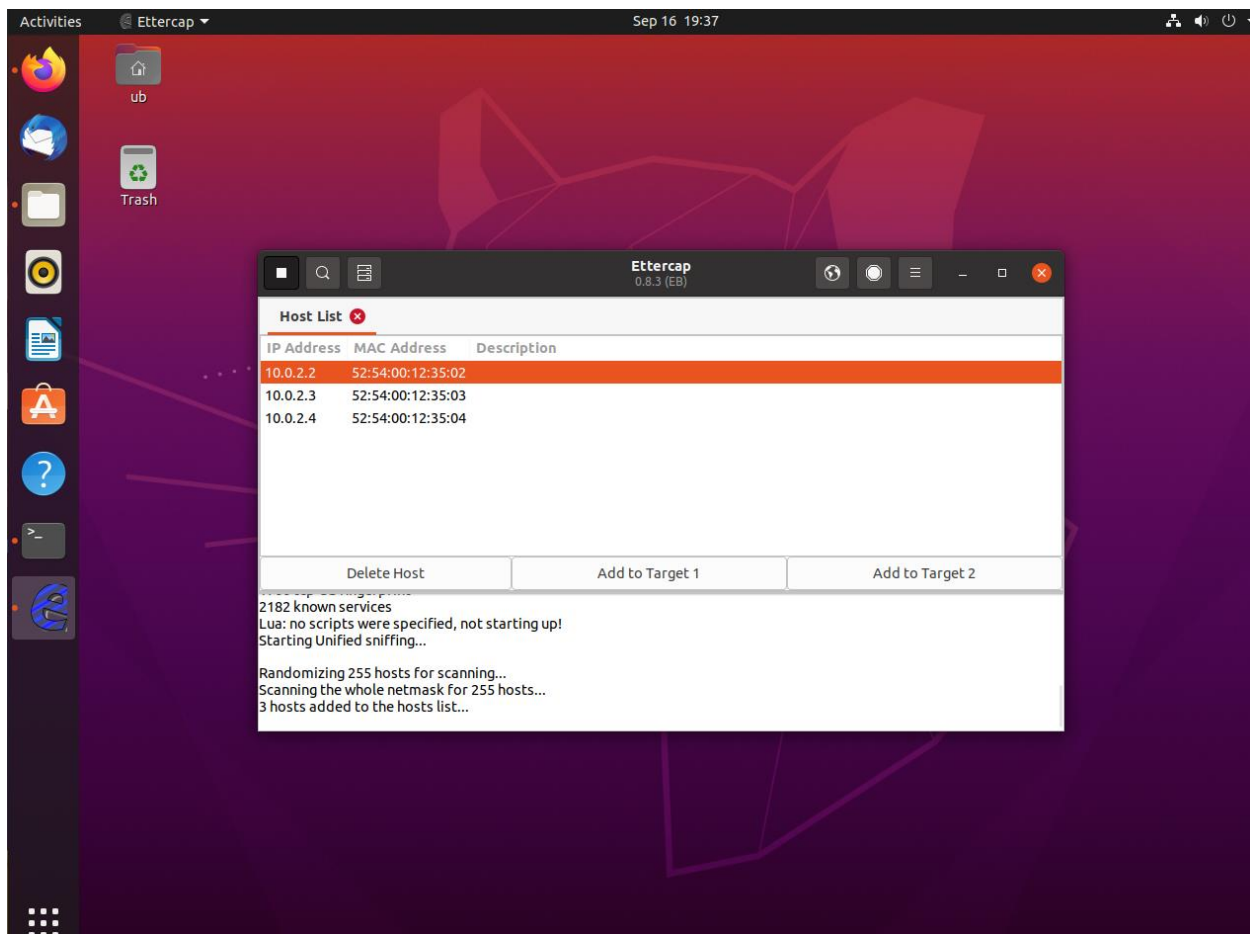 Activities
Ettercap
Sep 16 19:37
ub
Trash
Ettercap
0.8.3 (EB)
Host List
IP Address MAC Address Description
10.0.2.2 52:54:00:12:35:02
10.0.2.3 52:54:00:12:35:03
10.0.2.4 52:54:00:12:35:04
Delete Host Add to Target 1 Add to Target 2
2182 known services
Lua: no scripts were specified, not starting up!
Starting Unified sniffing...
Randomizing 255 hosts for scanning...
Scanning the whole netmask for 255 hosts...
3 hosts added to the hosts list...